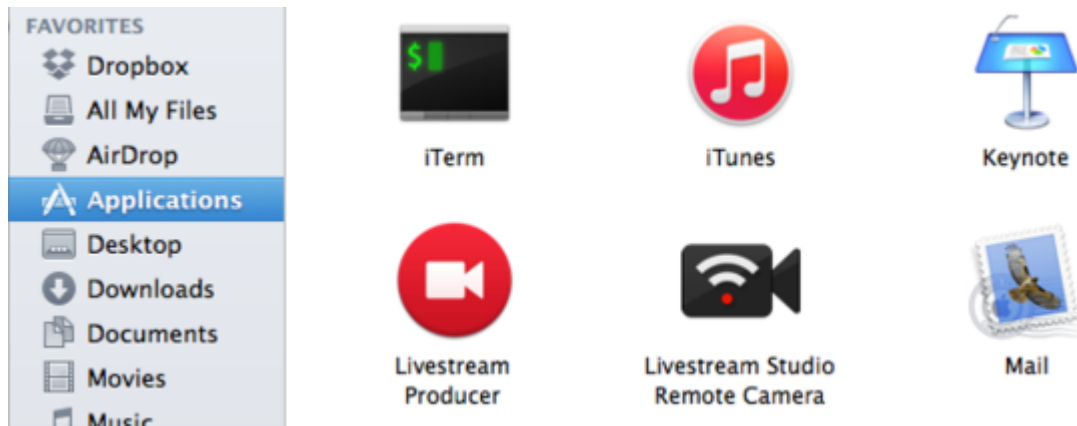 FAVORITES
Dropbox
All My Files
AirDrop
Applications
Desktop
Downloads
Documents
Movies
Music
$
iTerm
iTunes
Keynote
Livestream
Producer
Livestream Studio
Remote Camera
Mail